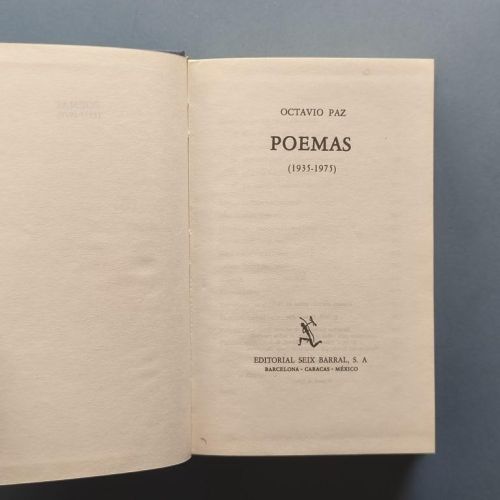 OCTAVIO PAZ
POEMAS
(1935-1975)
EDITORIAL SEIX BARRAL, S. A
BARCELONA - CARACAS - MÉXICO